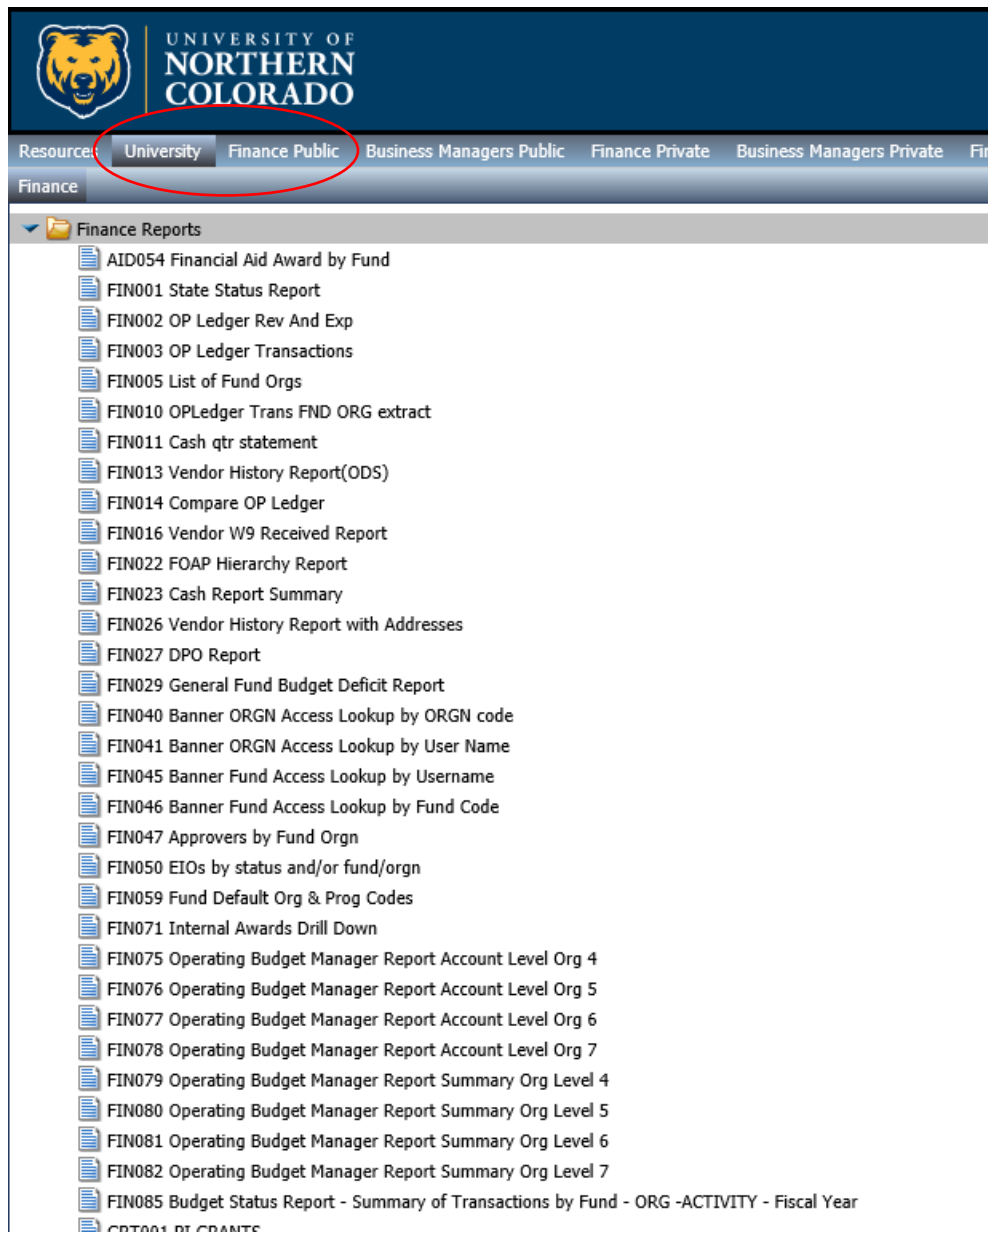 UNIVERSITY OF
NORTHERN
COLORADO
Resources University Finance Public Business Managers Public Finance Private Business Managers Private
Finance
Finance Reports
AID054 Financial Aid Award by Fund
FIN001 State Status Report
FIN002 OP Ledger Rev And Exp
FIN003 OP Ledger Transactions
FIN005 List of Fund Orgs
FIN010 OPLedger Trans FND ORG extract
FIN011 Cash qtr statement
FIN013 Vendor History Report(ODS)
FIN014 Compare OP Ledger
FIN016 Vendor W9 Received Report
FIN022 FOAP Hierarchy Report
FIN023 Cash Report Summary
FIN026 Vendor History Report with Addresses
FIN027 DPO Report
FIN029 General Fund Budget Deficit Report
FIN040 Banner ORGN Access Lookup by ORGN code
FIN041 Banner ORGN Access Lookup by User Name
FIN045 Banner Fund Access Lookup by Username
FIN046 Banner Fund Access Lookup by Fund Code
FIN047 Approvers by Fund Orgn
FIN050 EIOs by status and/or fund/orgn
FIN059 Fund Default Org & Prog Codes
FIN071 Internal Awards Drill Down
FIN075 Operating Budget Manager Report Account Level Org 4
FIN076 Operating Budget Manager Report Account Level Org 5
FIN077 Operating Budget Manager Report Account Level Org 6
FIN078 Operating Budget Manager Report Account Level Org 7
FIN079 Operating Budget Manager Report Summary Org Level 4
FIN080 Operating Budget Manager Report Summary Org Level 5
FIN081 Operating Budget Manager Report Summary Org Level 6
FIN082 Operating Budget Manager Report Summary Org Level 7
FIN085 Budget Status Report - Summary of Transactions by Fund - ORG -ACTIVITY - Fiscal Year